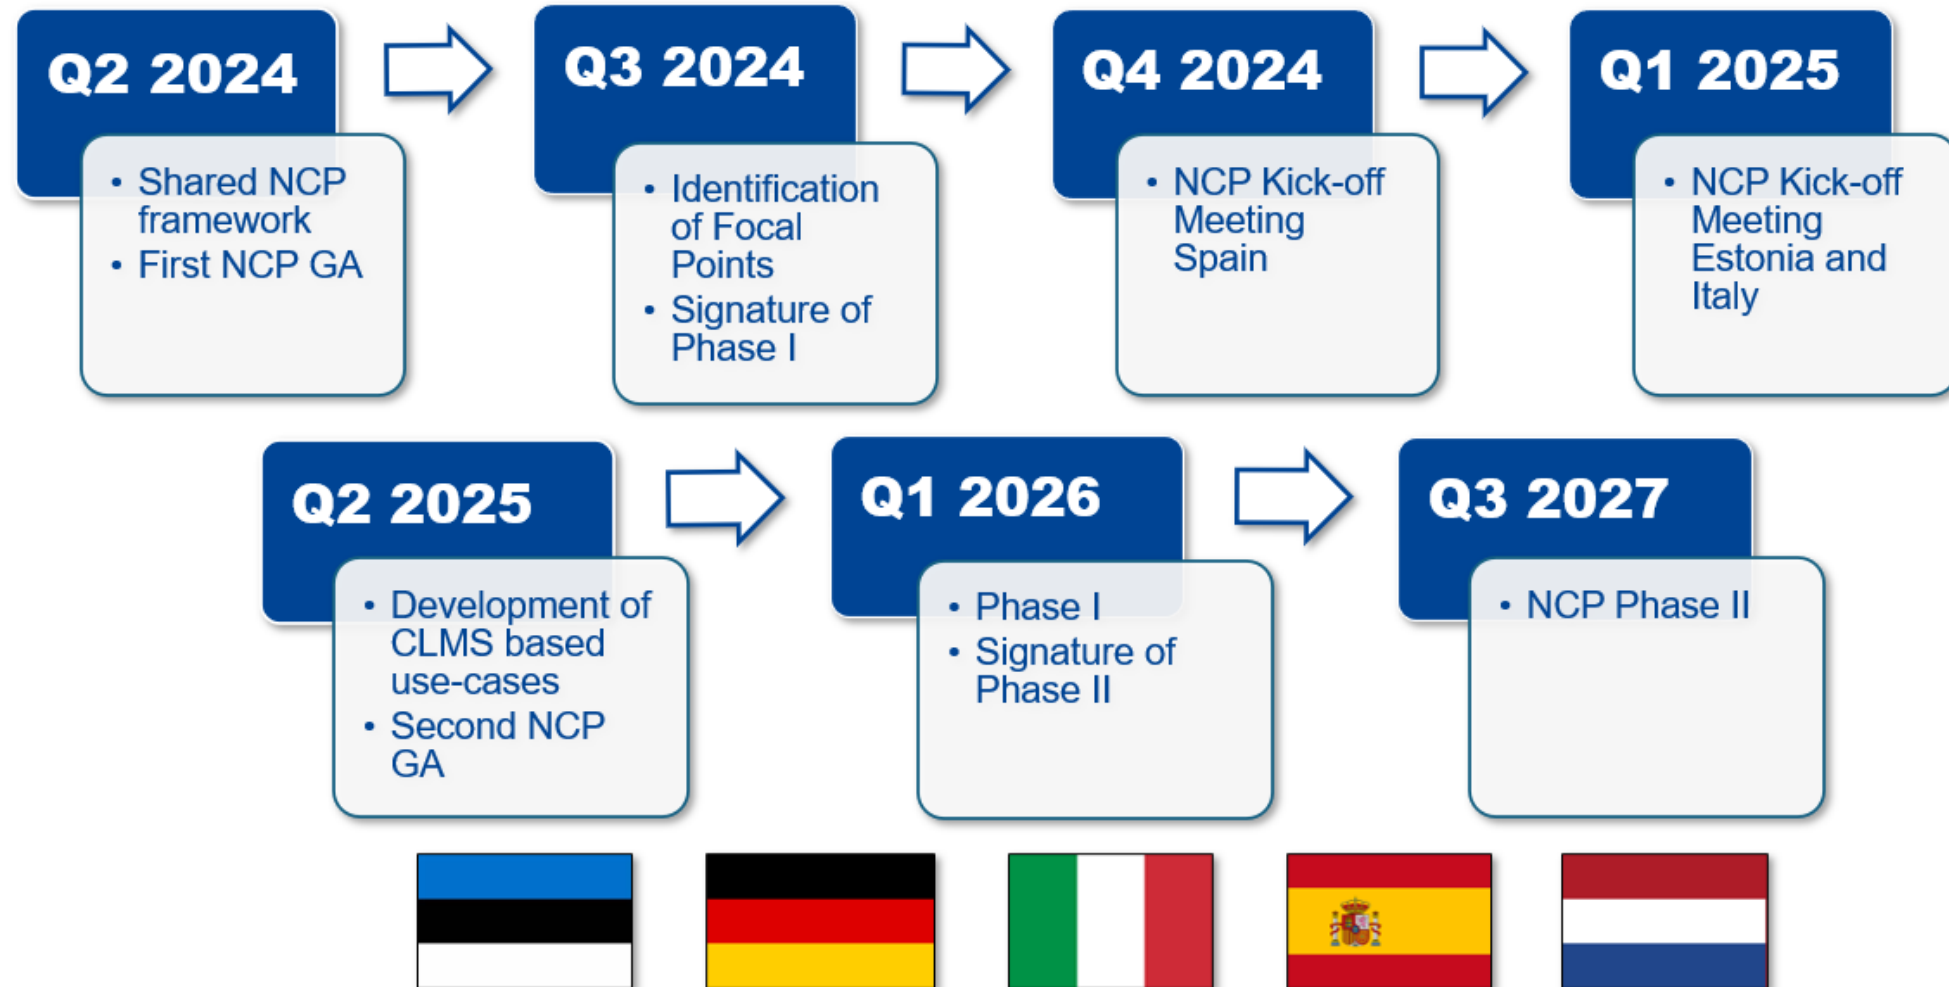 Q2 2024
• Shared NCP
framework
• First NCP GA
Q3 2024
• Identification
of Focal
Points
• Signature of
Phase I
Q4 2024
• NCP Kick-off
Meeting
Spain
Q1 2025
• NCP Kick-off
Meeting
Estonia and
Italy
Q2 2025
• Development of
CLMS based
use-cases
• Second NCP
GA
Q1 2026
• Phase I
• Signature of
Phase II
Q3 2027
• NCP Phase II